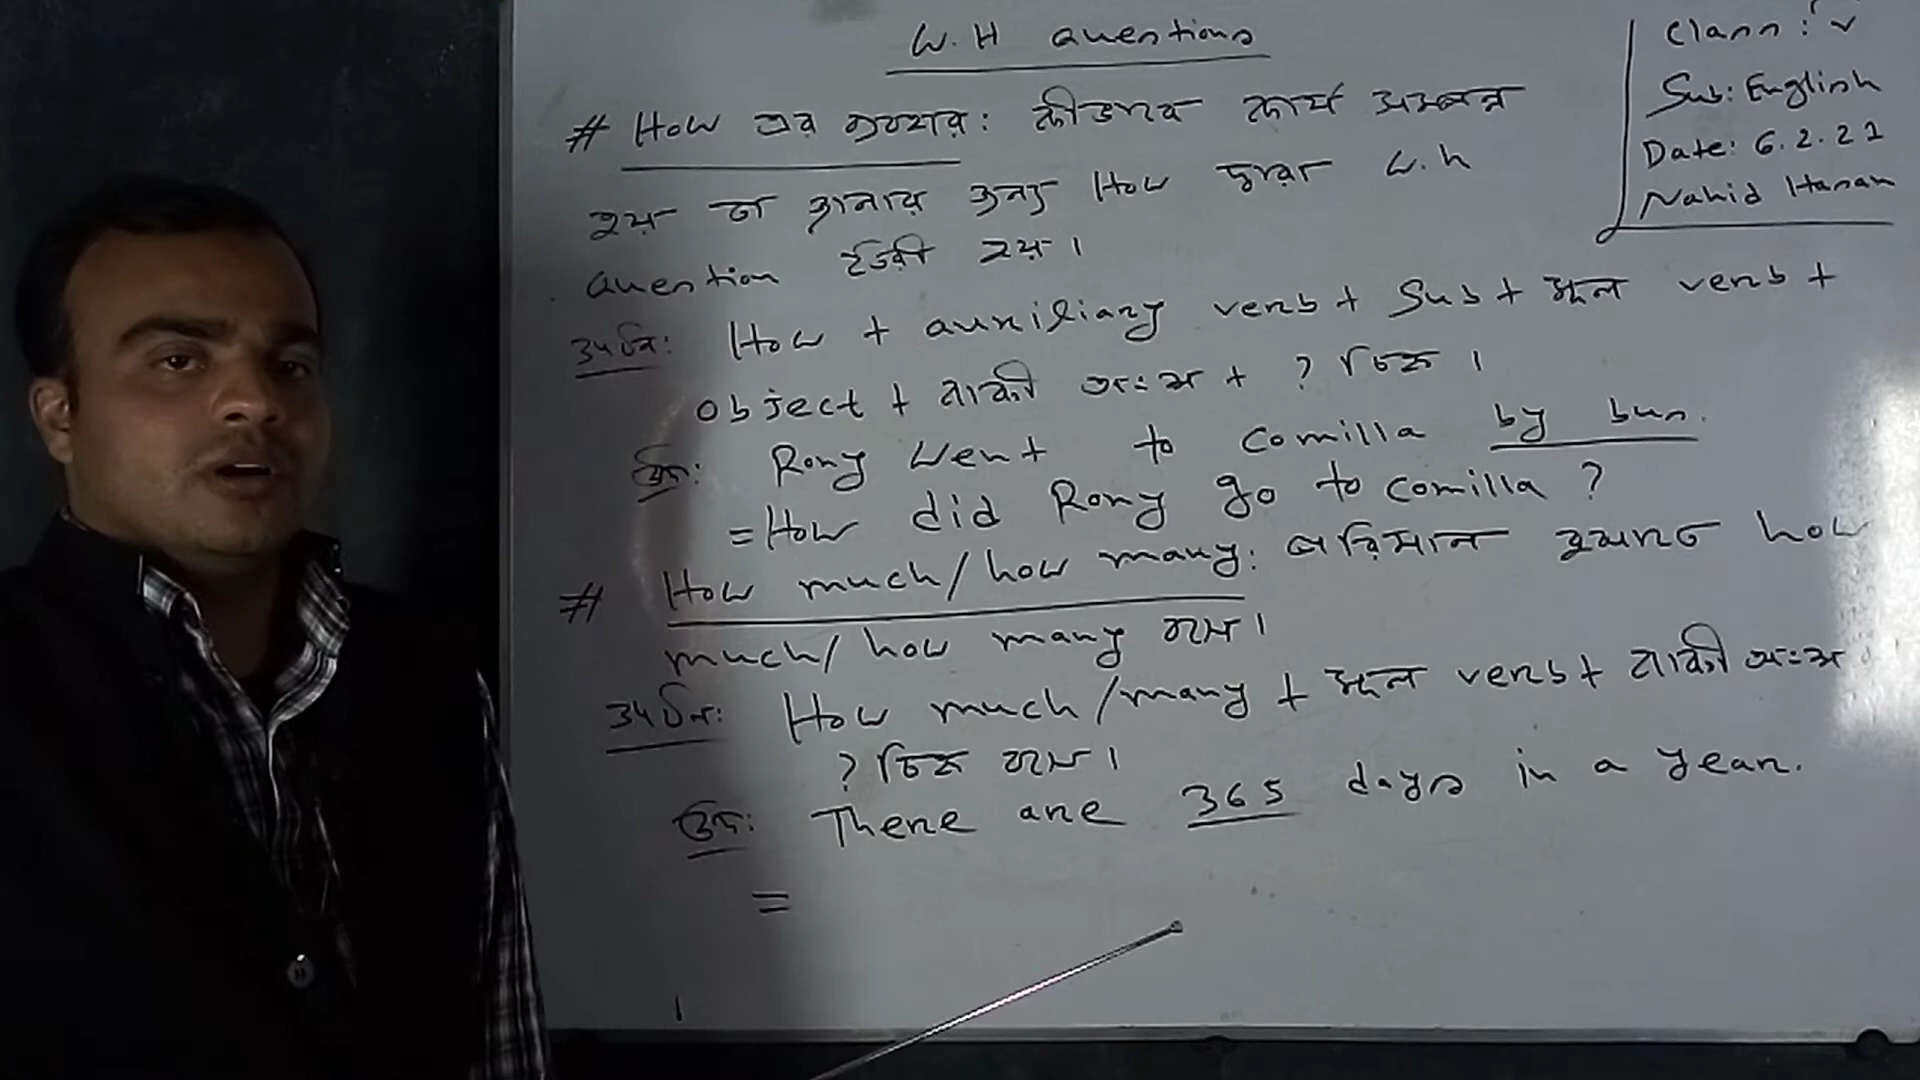 W.H Questions
Class: V
Sub: English
Date: 6.2.21
Nahid Hasan
# How এর ব্যবহার: কীভাবে কার্য সম্পন্ন
হয় তা জানার জন্য How দ্বারা W.h
Question তৈরী হয়।
গঠন: How + auxiliary verb + Sub + মূল verb +
object + বাকী অংশ + ? চিহ্ন।
উদা: Rony Went to Comilla by bus.
= How did Rony go to Comilla ?
# How much/how many: পরিমান বুঝাতে how
much/ how many বসে।
গঠন: How much/many + মূল verb + বাকী অংশ
? চিহ্ন বসে।
উদা: There are 365 days in a year.
=